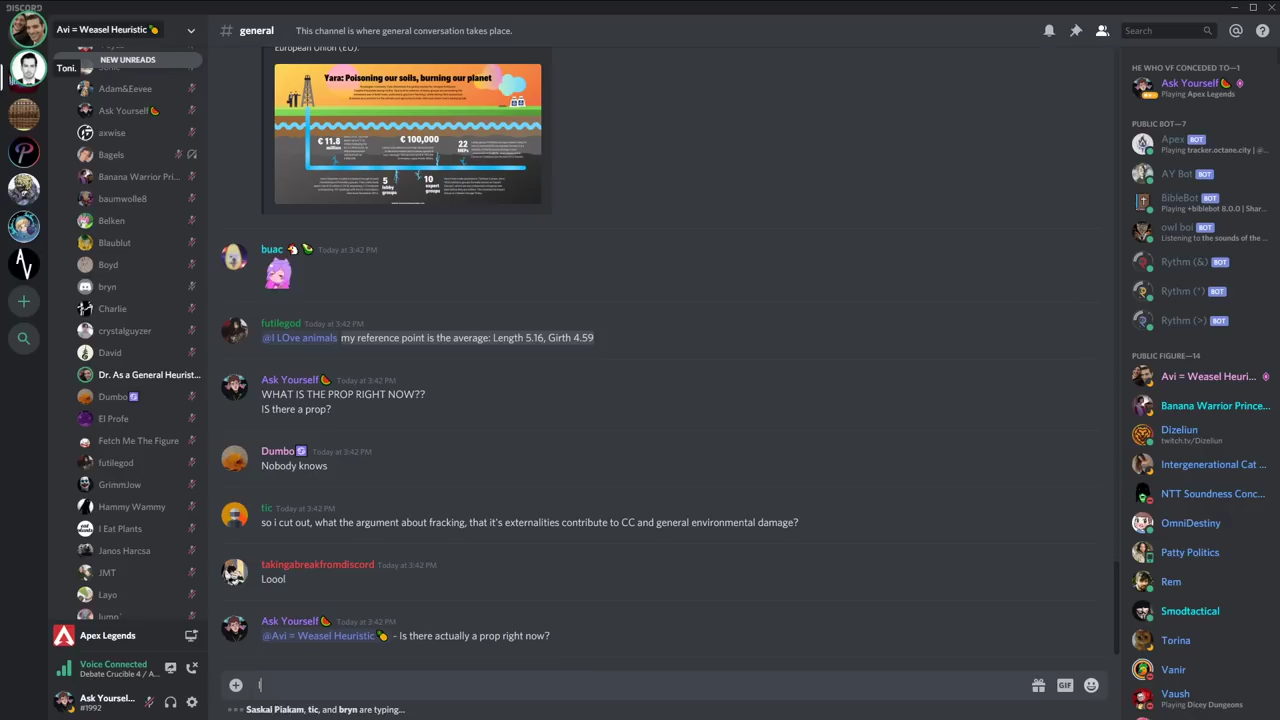 DISCORD
Avi = Weasel Heuristic
Toni.
NEW UNREADS
Adam&Eevee
Ask Yourself
axwise
Bagels
Banana Warrior Pri...
baumwolle8
Belken
Blaublut
Boyd
bryn
Charlie
crystalguyzer
David
Dr. As a General Heurist...
Dumbo
El Profe
Fetch Me The Figure
futilegod
GrimmJow
Hammy Wammy
I Eat Plants
Janos Harcsa
JMT
Layo
Jumo`
Apex Legends
Voice Connected
Debate Crucible 4 / A...
Ask Yoursel...
#1992
# general
This channel is where general conversation takes place.
Search
European Union (EU).
Yara: Poisoning our soils, burning our planet
€ 11.8
million
€ 100,000
22
MEPs
5
lobby
groups
10
expert
groups
buac Today at 3:42 PM
futilegod Today at 3:42 PM
@I LOve animals my reference point is the average: Length 5.16, Girth 4.59
Ask Yourself Today at 3:42 PM
WHAT IS THE PROP RIGHT NOW??
IS there a prop?
Dumbo Today at 3:42 PM
Nobody knows
tic Today at 3:42 PM
so i cut out, what the argument about fracking, that it's externalities contribute to CC and general environmental damage?
takingabreakfromdiscord Today at 3:42 PM
Loool
Ask Yourself Today at 3:42 PM
@Avi = Weasel Heuristic - Is there actually a prop right now?
GIF
Saskal Piakam, tic, and bryn are typing...
HE WHO VF CONCEDED TO—1
Ask Yourself
Playing Apex Legends
PUBLIC BOT—7
Apex BOT
Playing tracker.octane.city | @...
AY Bot BOT
BibleBot BOT
Playing +biblebot 8.0.0 | Shar...
owl boi BOT
Listening to the sounds of the ...
Rythm (&) BOT
Rythm (*) BOT
Rythm (>) BOT
PUBLIC FIGURE—14
Avi = Weasel Heuri...
Banana Warrior Prince...
Dizeliun
twitch.tv/Dizeliun
Intergenerational Cat ...
NTT Soundness Conc...
OmniDestiny
Patty Politics
Rem
Smodtactical
Torina
Vanir
Vaush
Playing Dicey Dungeons